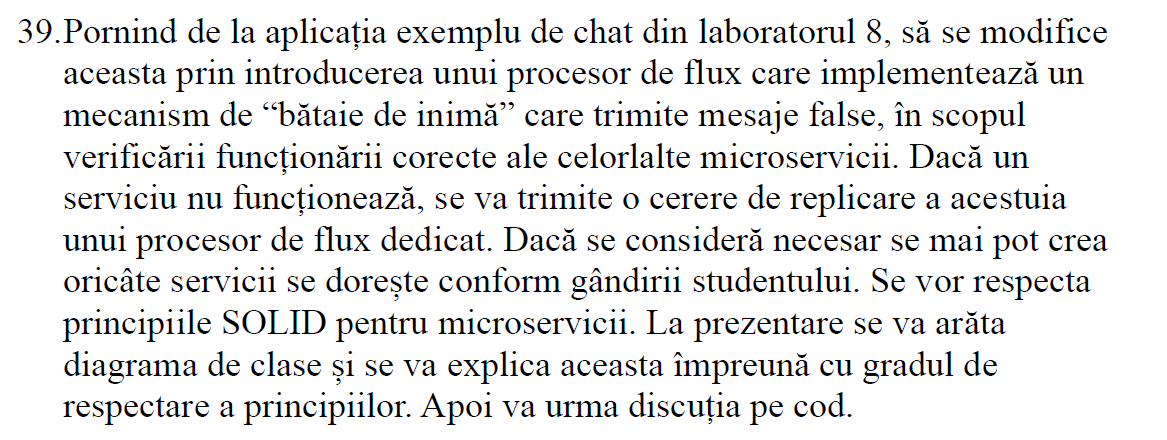 39.Pornind de la aplicația exemplu de chat din laboratorul 8, să se modifice
aceasta prin introducerea unui procesor de flux care implementează un
mecanism de “bătaie de inimă” care trimite mesaje false, în scopul
verificării funcționării corecte ale celorlalte microservicii. Dacă un
serviciu nu funcționează, se va trimite o cerere de replicare a acestuia
unui procesor de flux dedicat. Dacă se consideră necesar se mai pot crea
oricâte servicii se dorește conform gândirii studentului. Se vor respecta
principiile SOLID pentru microservicii. La prezentare se va arăta
diagrama de clase și se va explica aceasta împreună cu gradul de
respectare a principiilor. Apoi va urma discuția pe cod.